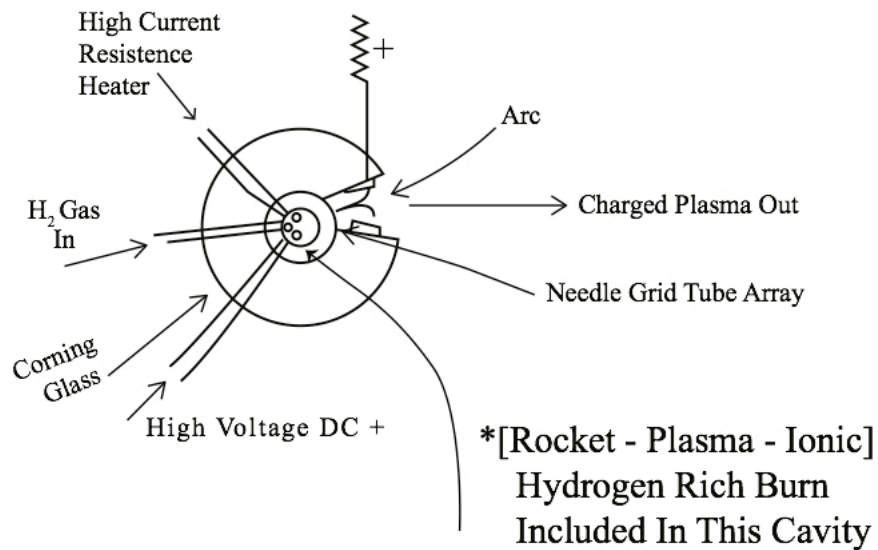 High Current
Resistence
Heater
+
Arc
H₂ Gas
In
Charged Plasma Out
Needle Grid Tube Array
Corning
Glass
High Voltage DC +
*[Rocket - Plasma - Ionic]
Hydrogen Rich Burn
Included In This Cavity